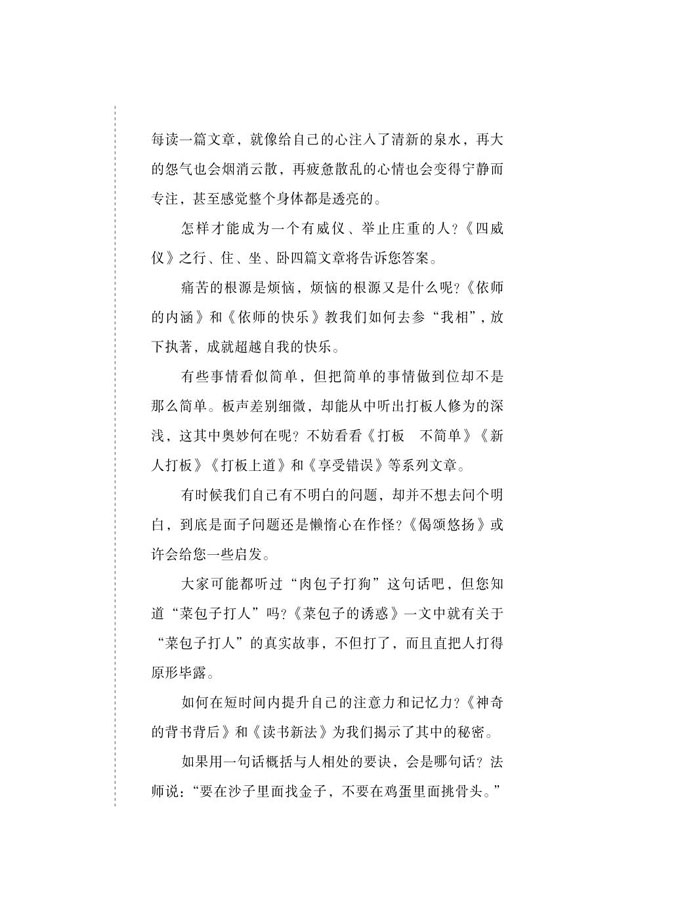 每读一篇文章，就像给自己的心注入了清新的泉水，再大
的怨气也会烟消云散，再疲惫散乱的心情也会变得宁静而
专注，甚至感觉整个身体都是透亮的。
怎样才能成为一个有威仪、举止庄重的人？《四威
仪》之行、住、坐、卧四篇文章将告诉您答案。
痛苦的根源是烦恼，烦恼的根源又是什么呢？《依师
的内涵》和《依师的快乐》教我们如何去参“我相”，放
下执著，成就超越自我的快乐。
有些事情看似简单，但把简单的事情做到位却不是
那么简单。板声差别细微，却能从中听出打板人修为的深
浅，这其中奥妙何在呢？不妨看看《打板　不简单》《新
人打板》《打板上道》和《享受错误》等系列文章。
有时候我们自己有不明白的问题，却并不想去问个明
白，到底是面子问题还是懒惰心在作怪？《偈颂悠扬》或
许会给您一些启发。
大家可能都听过“肉包子打狗”这句话吧，但您知
道“菜包子打人”吗？《菜包子的诱惑》一文中就有关于
“菜包子打人”的真实故事，不但打了，而且直把人打得
原形毕露。
如何在短时间内提升自己的注意力和记忆力？《神奇
的背书背后》和《读书新法》为我们揭示了其中的秘密。
如果用一句话概括与人相处的要诀，会是哪句话？法
师说：“要在沙子里面找金子，不要在鸡蛋里面挑骨头。”